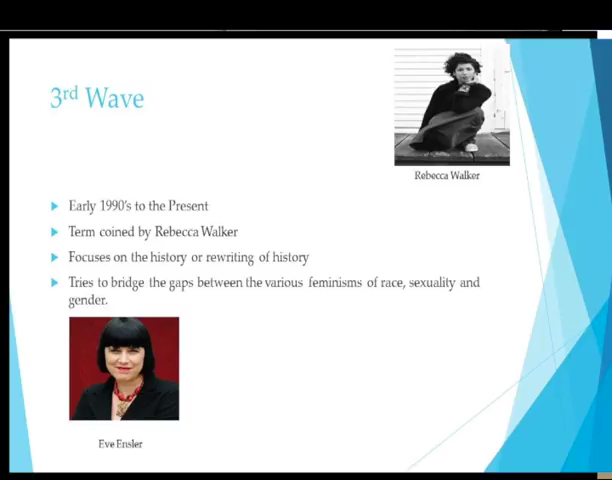 3rd Wave
Rebecca Walker
Early 1990's to the Present
Term coined by Rebecca Walker
Focuses on the history or rewriting of history
Tries to bridge the gaps between the various feminisms of race, sexuality and
gender.
Eve Ensler